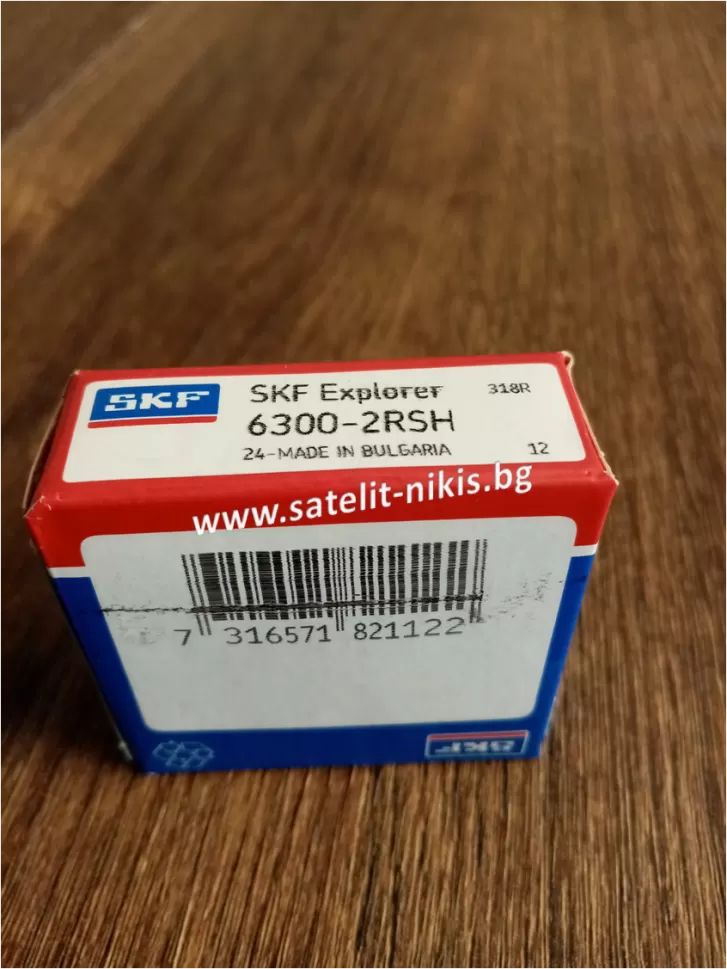 SKF
SKF Explorer
318R
6300-2RSH
24-MADE IN BULGARIA
12
www.satelit-nikis.bg
7 316571 821122
SKF